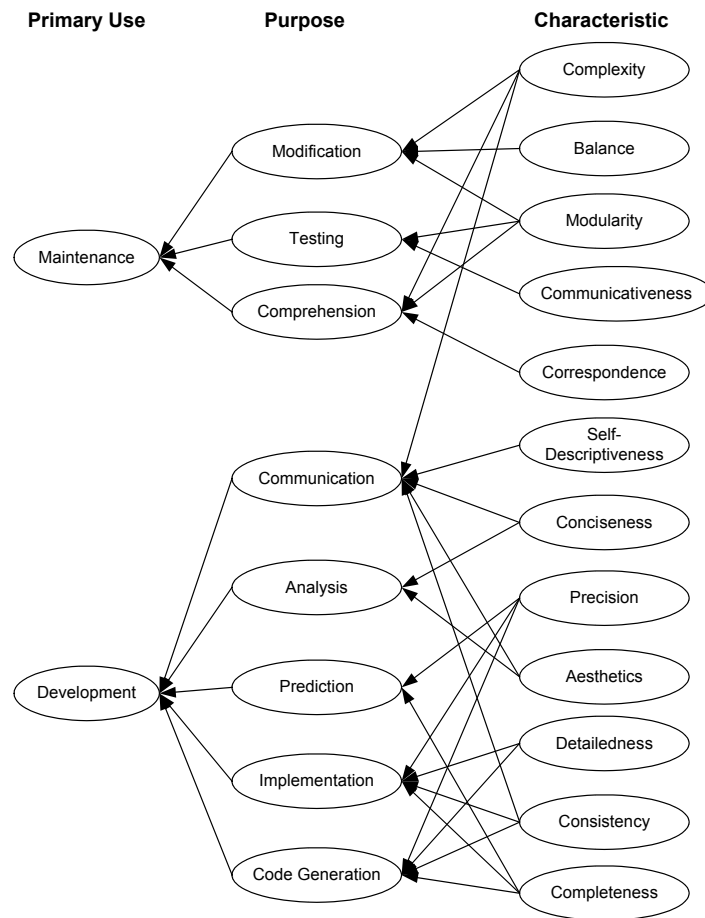 Primary Use
Purpose
Characteristic
Complexity
Modification
Balance
Modularity
Testing
Maintenance
Communicativeness
Comprehension
Correspondence
Self-
Descriptiveness
Communication
Conciseness
Analysis
Precision
Aesthetics
Prediction
Development
Detailedness
Implementation
Consistency
Code Generation
Completeness